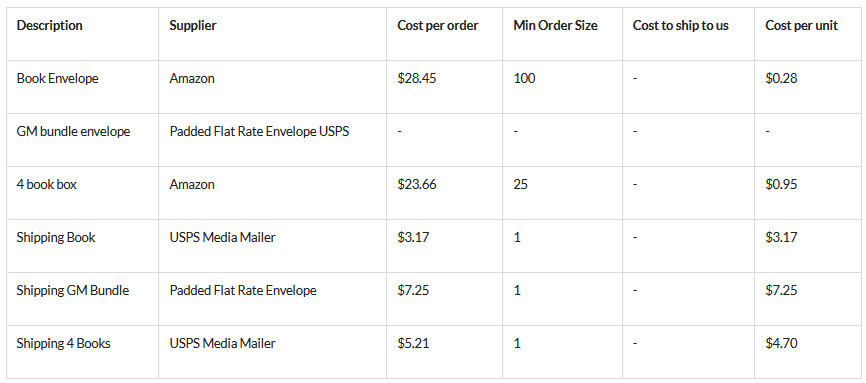 Description Supplier Cost per order Min Order Size Cost to ship to us Cost per unit
Book Envelope Amazon $28.45 100 - $0.28
GM bundle envelope Padded Flat Rate Envelope USPS - - - -
4 book box Amazon $23.66 25 - $0.95
Shipping Book USPS Media Mailer $3.17 1 - $3.17
Shipping GM Bundle Padded Flat Rate Envelope $7.25 1 - $7.25
Shipping 4 Books USPS Media Mailer $5.21 1 - $4.70